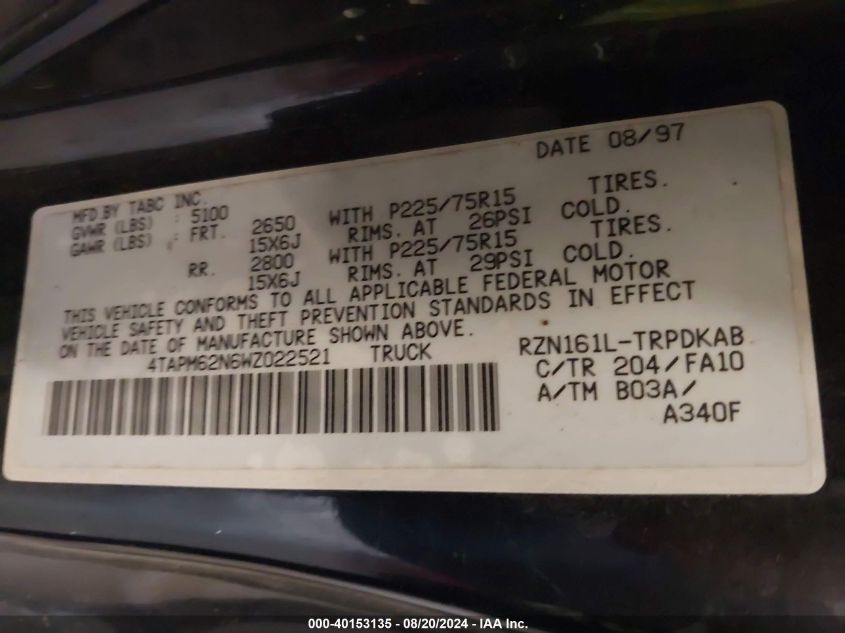 DATE 08/97
MFD.BY TABC INC.
GVWR (LBS) : 5100
GAWR (LBS) : FRT. 2650 WITH P225/75R15 TIRES.
15X6J RIMS. AT 26PSI COLD.
RR. 2800 WITH P225/75R15 TIRES.
15X6J RIMS. AT 29PSI COLD.
THIS VEHICLE CONFORMS TO ALL APPLICABLE FEDERAL MOTOR
VEHICLE SAFETY AND THEFT PREVENTION STANDARDS IN EFFECT
ON THE DATE OF MANUFACTURE SHOWN ABOVE.
4TAPM62N6WZ022521 TRUCK RZN161L-TRPDKAB
C/TR 204/FA10
A/TM B03A/
A340F
000-40153135 - 08/20/2024 - IAA Inc.